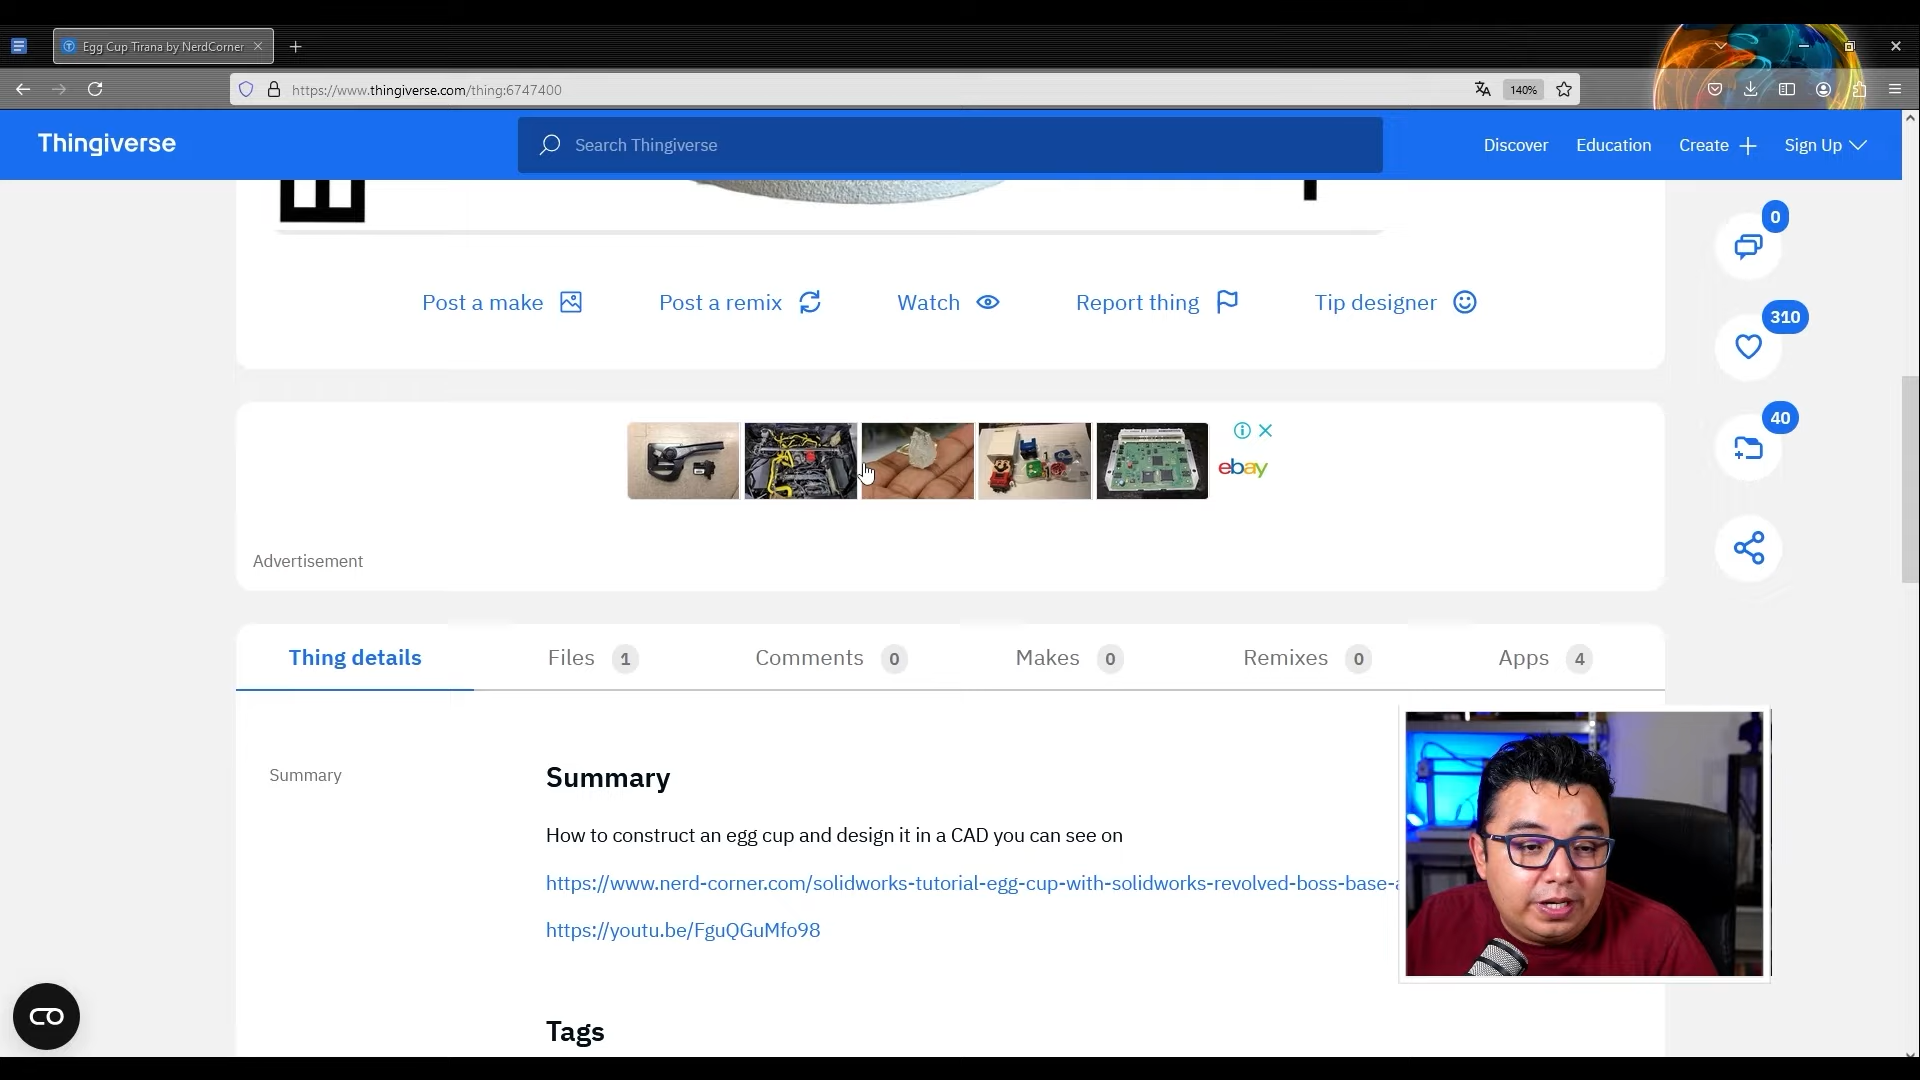 Egg Cup Tirana by NerdCorner
https://www.thingiverse.com/thing:6747400
140%
Thingiverse
Search Thingiverse
Discover
Education
Create
Sign Up
0
310
40
Post a make
Post a remix
Watch
Report thing
Tip designer
ebay
Advertisement
Thing details
Files 1
Comments 0
Makes 0
Remixes 0
Apps 4
Summary
Summary
How to construct an egg cup and design it in a CAD you can see on
https://www.nerd-corner.com/solidworks-tutorial-egg-cup-with-solidworks-revolved-boss-base-
https://youtu.be/FguQGuMfo98
Tags